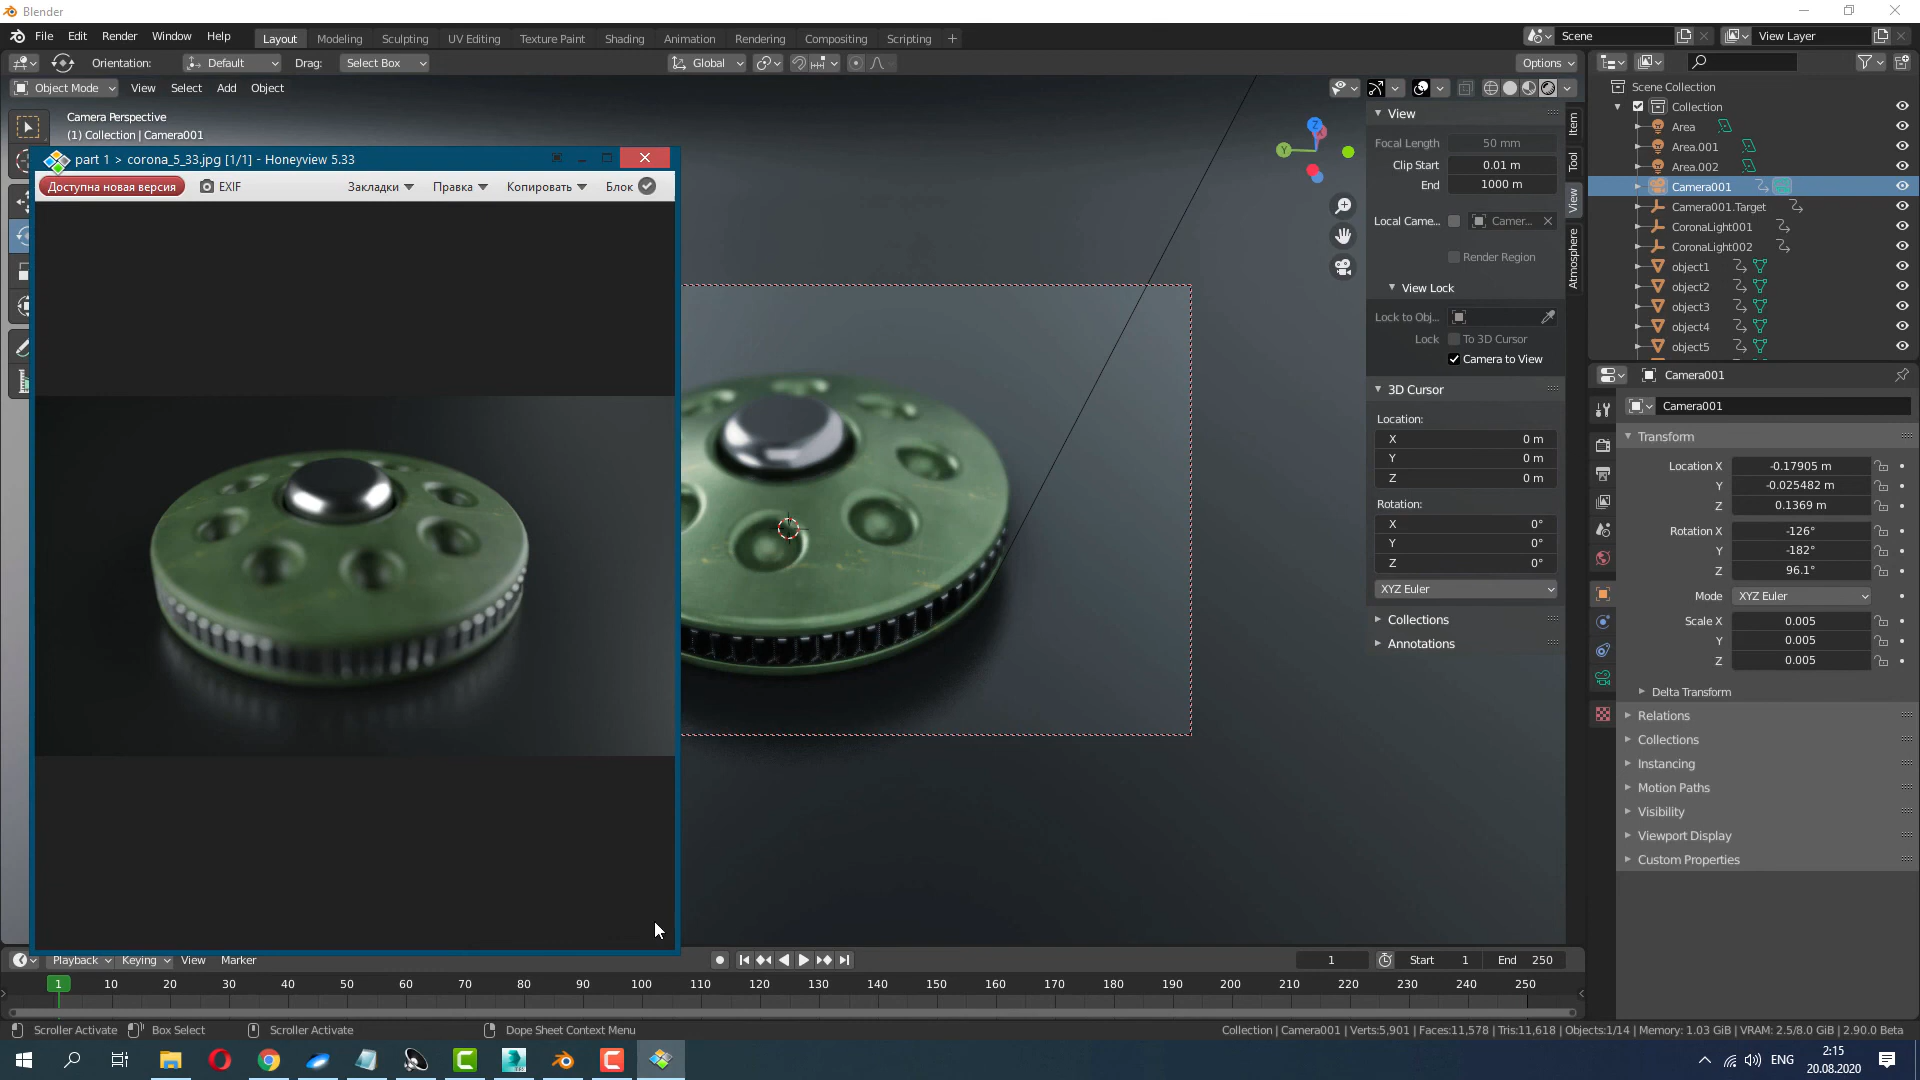 Blender
File Edit Render Window Help Layout Modeling Sculpting UV Editing Texture Paint Shading Animation Rendering Compositing Scripting + Scene View Layer
Orientation: Default Drag: Select Box Global Options
Object Mode View Select Add Object
Camera Perspective
(1) Collection | Camera001
part 1 > corona_5_33.jpg [1/1] - Honeyview 5.33
Доступна новая версия EXIF Закладки Правка Копировать Блок
Z
Y
View
Focal Length 50 mm
Clip Start 0.01 m
End 1000 m
Local Came... Camer...
Render Region
View Lock
Lock to Obj...
Lock To 3D Cursor
Camera to View
3D Cursor
Location:
X 0 m
Y 0 m
Z 0 m
Rotation:
X 0°
Y 0°
Z 0°
XYZ Euler
Collections
Annotations
Item
Tool
View
Atmosphere
Scene Collection
Collection
Area
Area.001
Area.002
Camera001
Camera001.Target
CoronaLight001
CoronaLight002
object1
object2
object3
object4
object5
Camera001
Camera001
Transform
Location X -0.17905 m
Y -0.025482 m
Z 0.1369 m
Rotation X -126°
Y -182°
Z 96.1°
Mode XYZ Euler
Scale X 0.005
Y 0.005
Z 0.005
Delta Transform
Relations
Collections
Instancing
Motion Paths
Visibility
Viewport Display
Custom Properties
Playback Keying View Marker 1 Start 1 End 250
1 10 20 30 40 50 60 70 80 90 100 110 120 130 140 150 160 170 180 190 200 210 220 230 240 250
Scroller Activate Box Select Scroller Activate Dope Sheet Context Menu Collection | Camera001 | Verts:5,901 | Faces:11,578 | Tris:11,618 | Objects:1/14 | Memory: 1.03 GiB | VRAM: 2.5/8.0 GiB | 2.90.0 Beta
ENG 2:15
20.08.2020